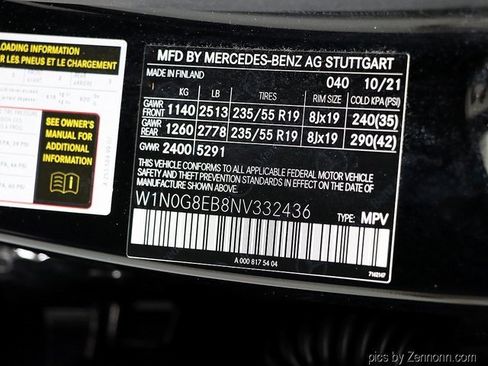 LOADING INFORMATION
R LES PNEUS ET LE CHARGEMENT
SEE OWNER'S
MANUAL FOR
ADDITIONAL
INFORMATION
MFD BY MERCEDES-BENZ AG STUTTGART
MADE IN FINLAND
040 10/21
KG LB TIRES RIM SIZE COLD KPA(PSI)
GAWR FRONT 1140 2513 235/55 R19 8Jx19 240(35)
GAWR REAR 1260 2778 235/55 R19 8Jx19 290(42)
GVWR 2400 5291
THIS VEHICLE CONFORMS TO ALL APPLICABLE FEDERAL MOTOR VEHICLE
SAFETY AND THEFT PREVENTION STANDARDS IN EFFECT ON THE DATE OF
MANUFACTURE SHOWN ABOVE.
W1N0G8EB8NV332436
TYPE: MPV
A 000 817 54 04
pics by Zennonn.com